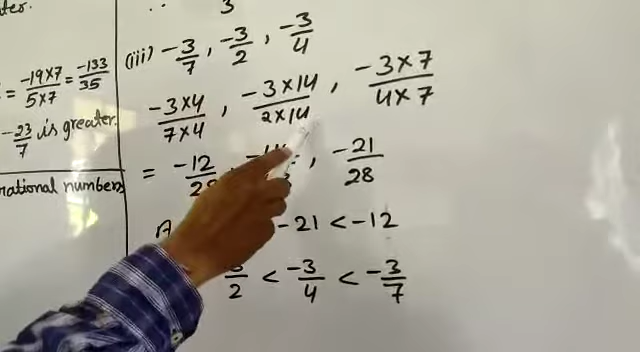 ter.
∴ 3
= -19×7/5×7 = -133/35
-23/7 is greater.
rational numbers
(iii) -3/7, -3/2, -3/4
-3×4/7×4, -3×14/2×14, -3×7/4×7
= -12/28, , -21/28
A -21 < -12
3/2 < -3/4 < -3/7